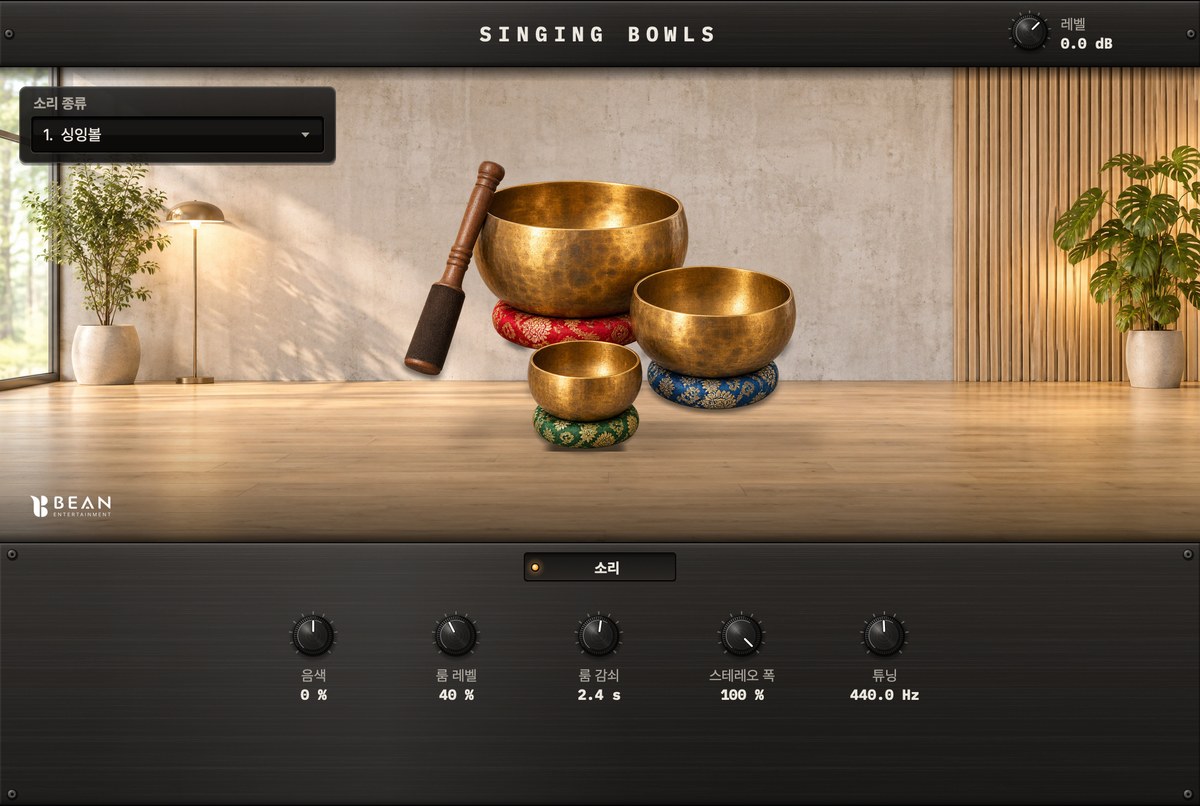 SINGING BOWLS
레벨
0.0 dB
소리 종류
1. 싱잉볼
BEAN
ENTERTAINMENT
소리
음색
0 %
룸 레벨
40 %
룸 감쇠
2.4 s
스테레오 폭
100 %
튜닝
440.0 Hz